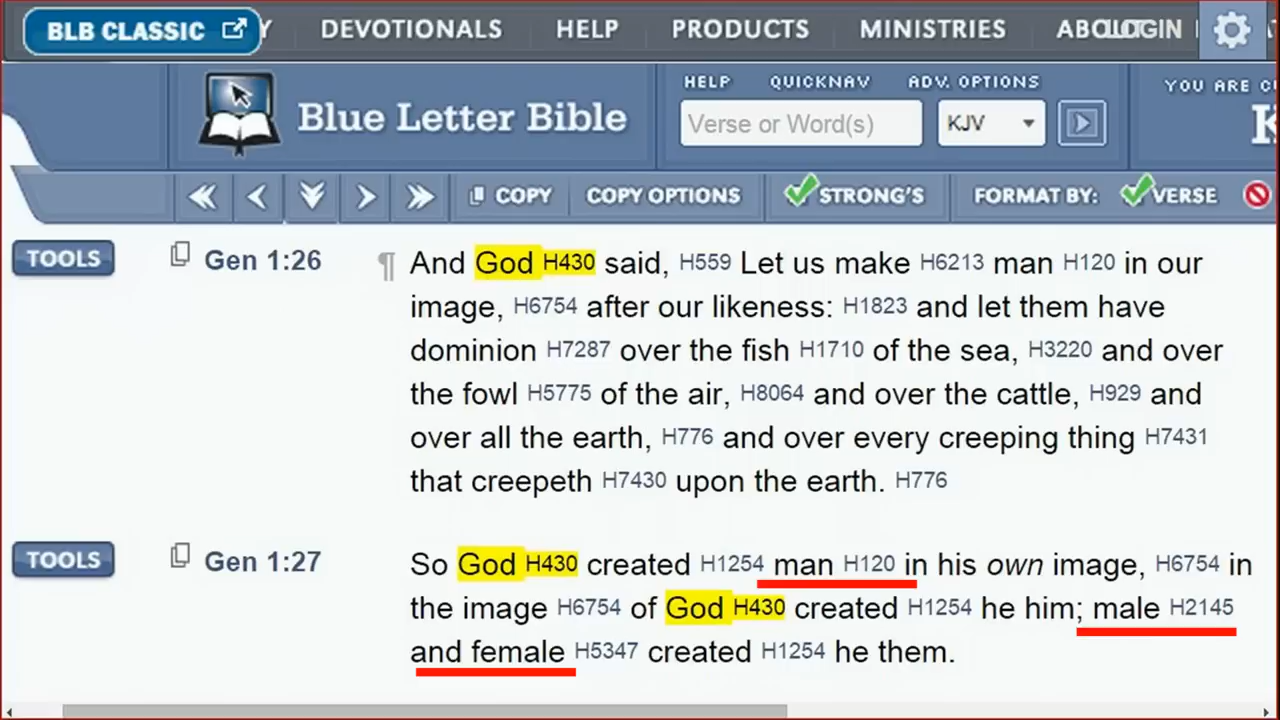 BLB CLASSIC Y DEVOTIONALS HELP PRODUCTS MINISTRIES LOGIN
HELP QUICKNAV ADV. OPTIONS YOU ARE
Blue Letter Bible Verse or Word(s) KJV K
COPY COPY OPTIONS STRONG'S FORMAT BY: VERSE
TOOLS Gen 1:26 ¶ And God H430 said, H559 Let us make H6213 man H120 in our
image, H6754 after our likeness: H1823 and let them have
dominion H7287 over the fish H1710 of the sea, H3220 and over
the fowl H5775 of the air, H8064 and over the cattle, H929 and
over all the earth, H776 and over every creeping thing H7431
that creepeth H7430 upon the earth. H776
TOOLS Gen 1:27 So God H430 created H1254 man H120 in his own image, H6754 in
the image H6754 of God H430 created H1254 he him; male H2145
and female H5347 created H1254 he them.